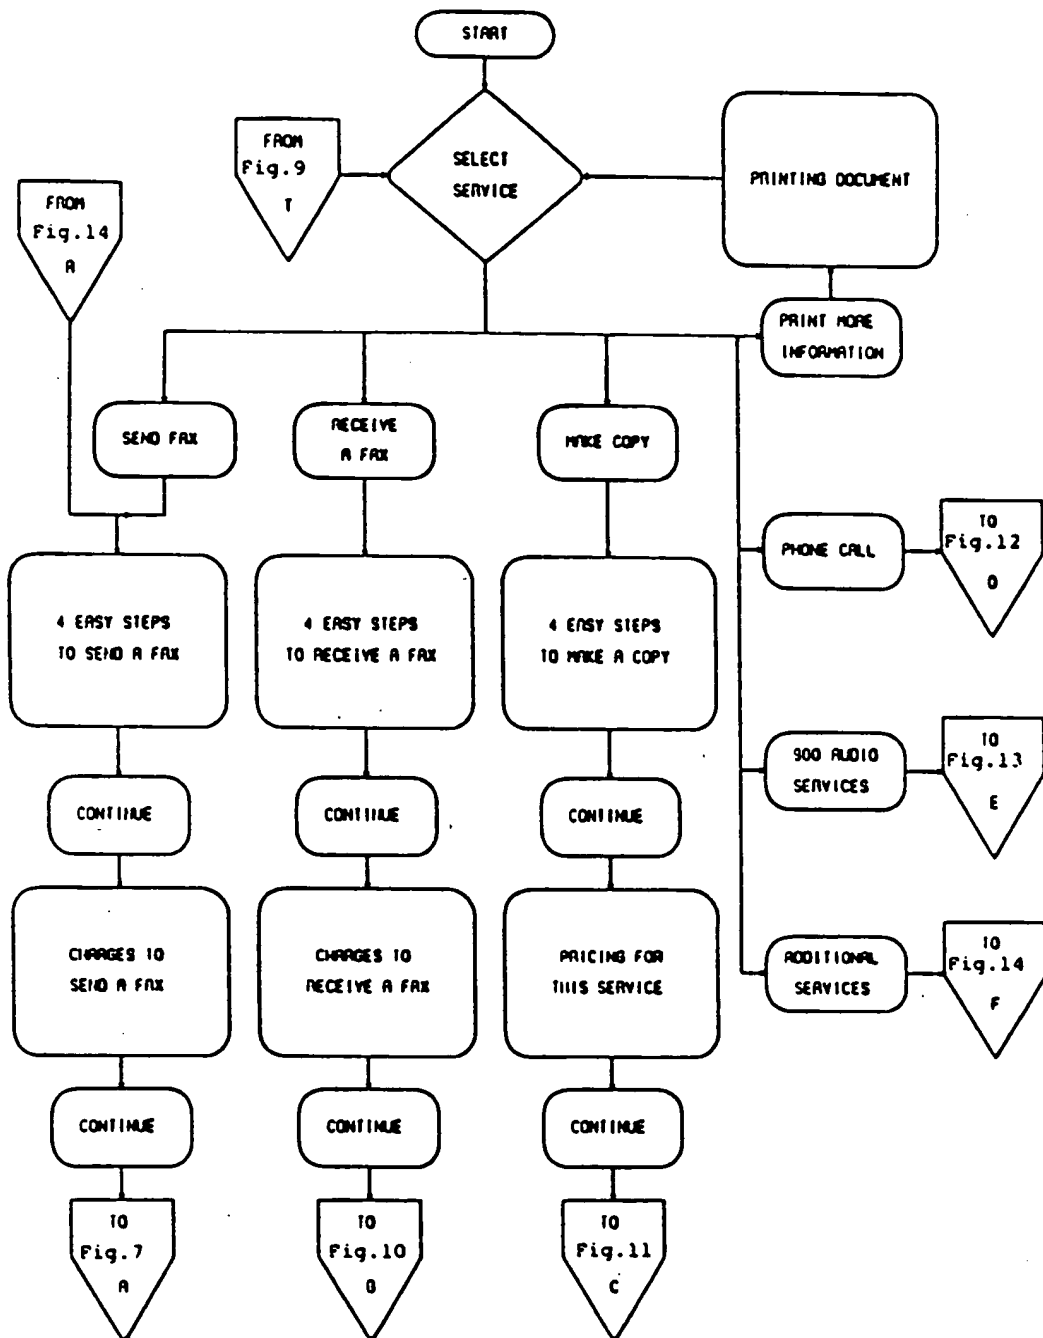 START
FROM
Fig.9
T
SELECT
SERVICE
PRINTING DOCUMENT
FROM
Fig.14
A
PRINT MORE
INFORMATION
SEND FAX
RECEIVE
A FAX
MAKE COPY
PHONE CALL
TO
Fig.12
D
4 EASY STEPS
TO SEND A FAX
4 EASY STEPS
TO RECEIVE A FAX
4 EASY STEPS
TO MAKE A COPY
900 AUDIO
SERVICES
TO
Fig.13
E
CONTINUE
CONTINUE
CONTINUE
CHARGES TO
SEND A FAX
CHARGES TO
RECEIVE A FAX
PRICING FOR
THIS SERVICE
ADDITIONAL
SERVICES
TO
Fig.14
F
CONTINUE
CONTINUE
CONTINUE
TO
Fig.7
A
TO
Fig.10
B
TO
Fig.11
C